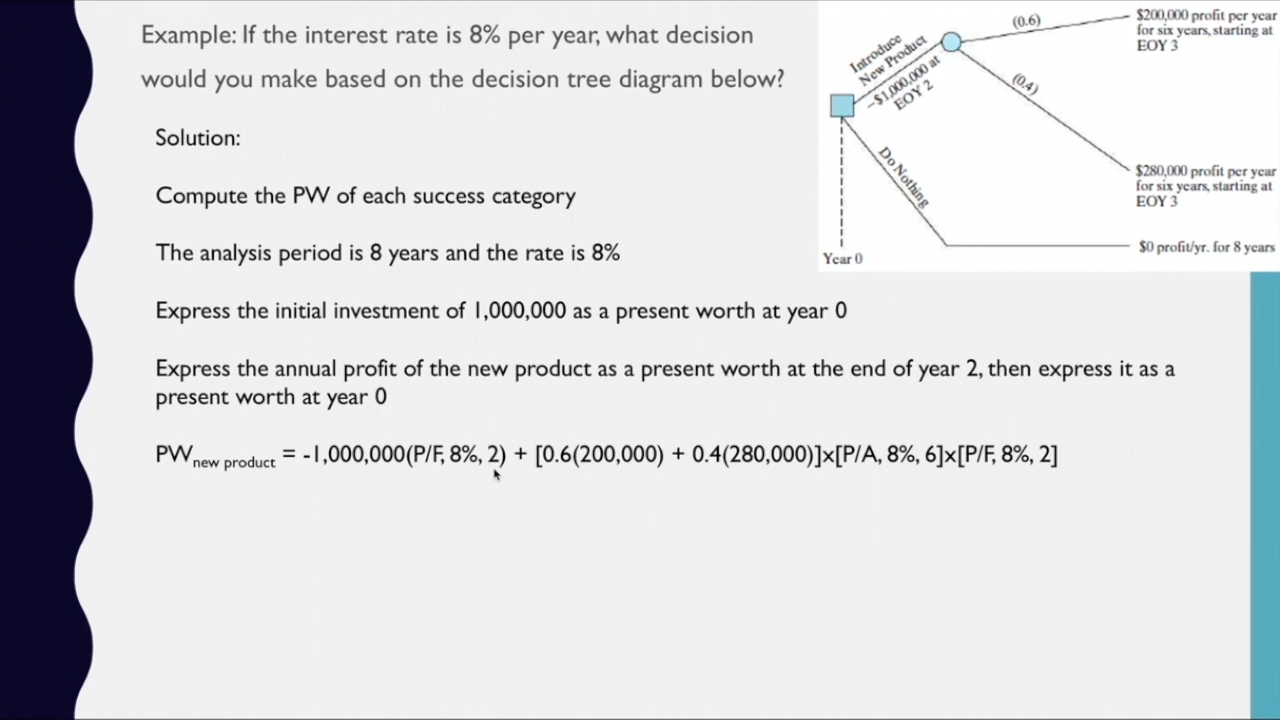 Example: If the interest rate is 8% per year, what decision
would you make based on the decision tree diagram below?
Solution:
Compute the PW of each success category
The analysis period is 8 years and the rate is 8%
Express the initial investment of 1,000,000 as a present worth at year 0
Express the annual profit of the new product as a present worth at the end of year 2, then express it as a
present worth at year 0
PW new product = -1,000,000(P/F, 8%, 2) + [0.6(200,000) + 0.4(280,000)]x[P/A, 8%, 6]x[P/F, 8%, 2]
Introduce
New Product
-$1,000,000 at
EOY 2
(0.6)
$200,000 profit per year
for six years, starting at
EOY 3
(0.4)
$280,000 profit per year
for six years, starting at
EOY 3
Do Nothing
$0 profit/yr. for 8 years
Year 0